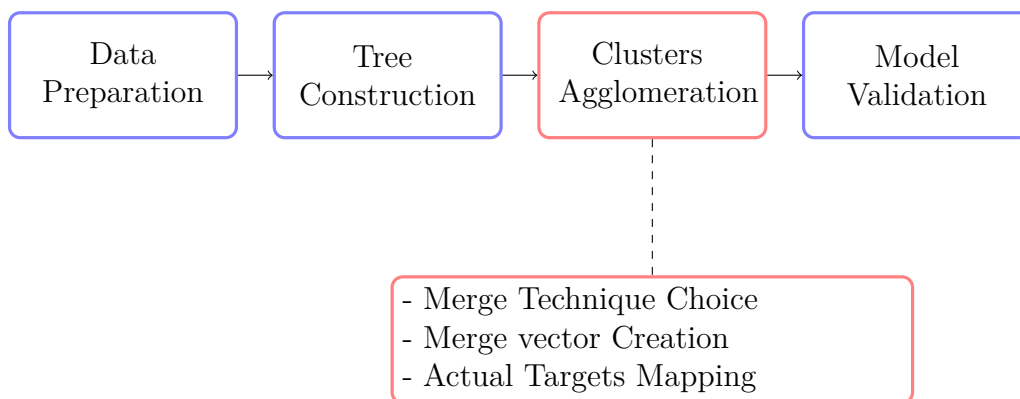 Data
Preparation
Tree
Construction
Clusters
Agglomeration
Model
Validation
- Merge Technique Choice
- Merge vector Creation
- Actual Targets Mapping